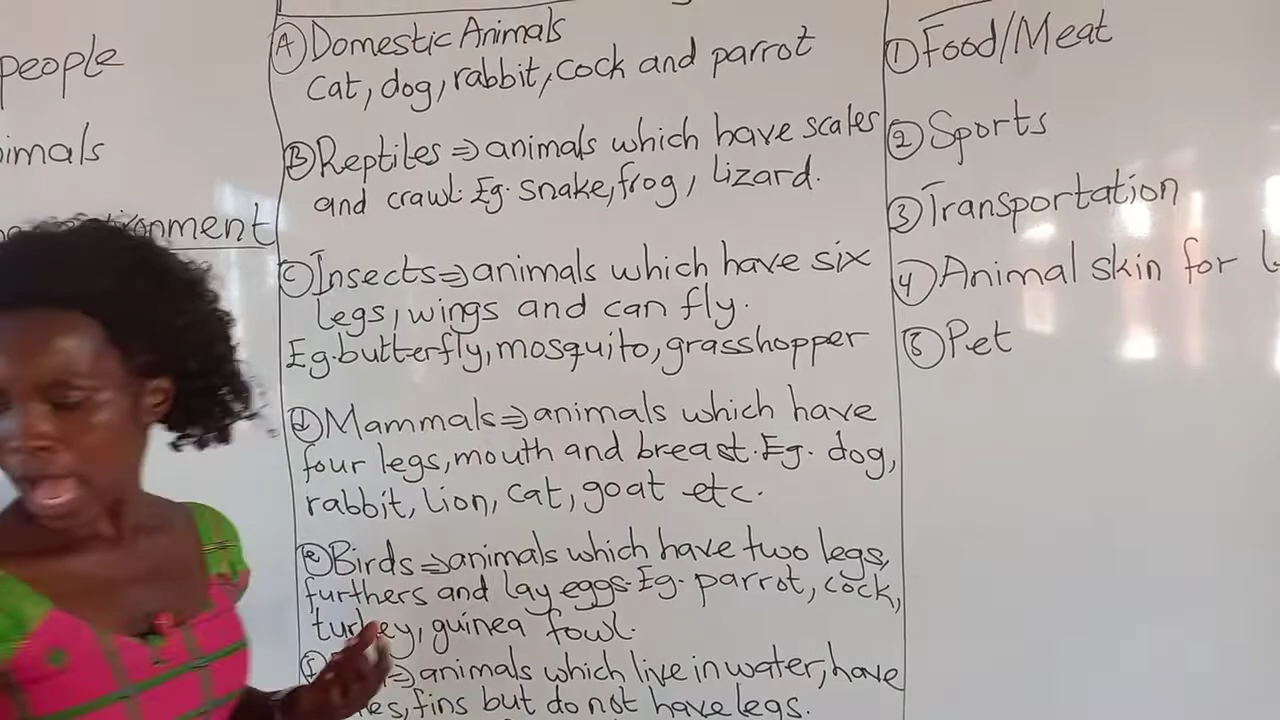 people
imals
ironment
A Domestic Animals
cat, dog, rabbit, cock and parrot
B Reptiles => animals which have scales
and crawl. Eg. snake, frog, lizard.
C Insects => animals which have six
legs, wings and can fly.
Eg. butterfly, mosquito, grasshopper
d Mammals => animals which have
four legs, mouth and breast. Eg. dog,
rabbit, lion, cat, goat etc.
e Birds => animals which have two legs,
furthers and lay eggs. Eg. parrot, cock,
turkey, guinea fowl.
f => animals which live in water, have
es, fins but do not have legs.
1 Food/Meat
2 Sports
3 Transportation
4 Animal skin for
5 Pet